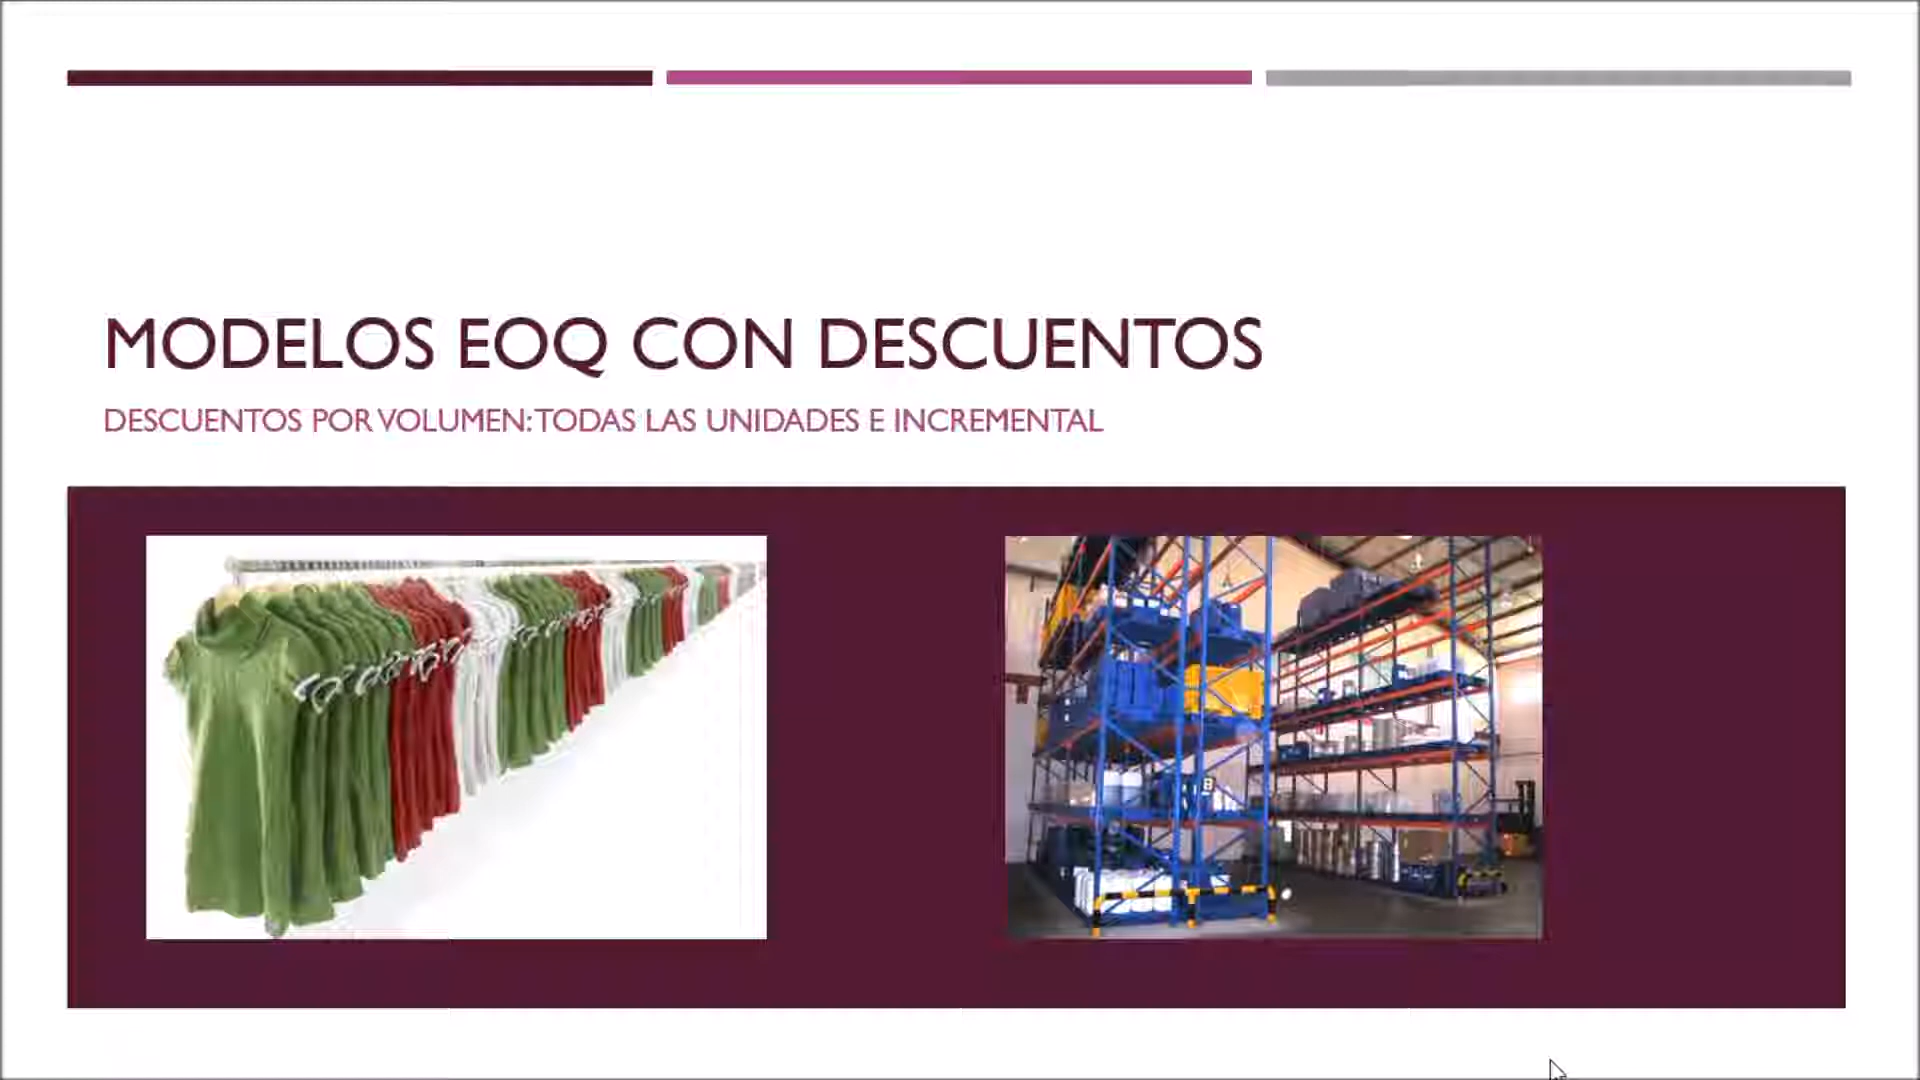 MODELOS EOQ CON DESCUENTOS
DESCUENTOS POR VOLUMEN: TODAS LAS UNIDADES E INCREMENTAL
B